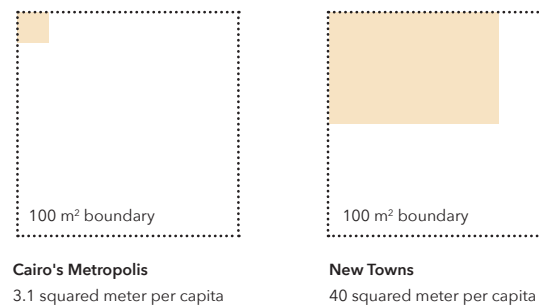 100 m² boundary
Cairo's Metropolis
3.1 squared meter per capita
100 m² boundary
New Towns
40 squared meter per capita